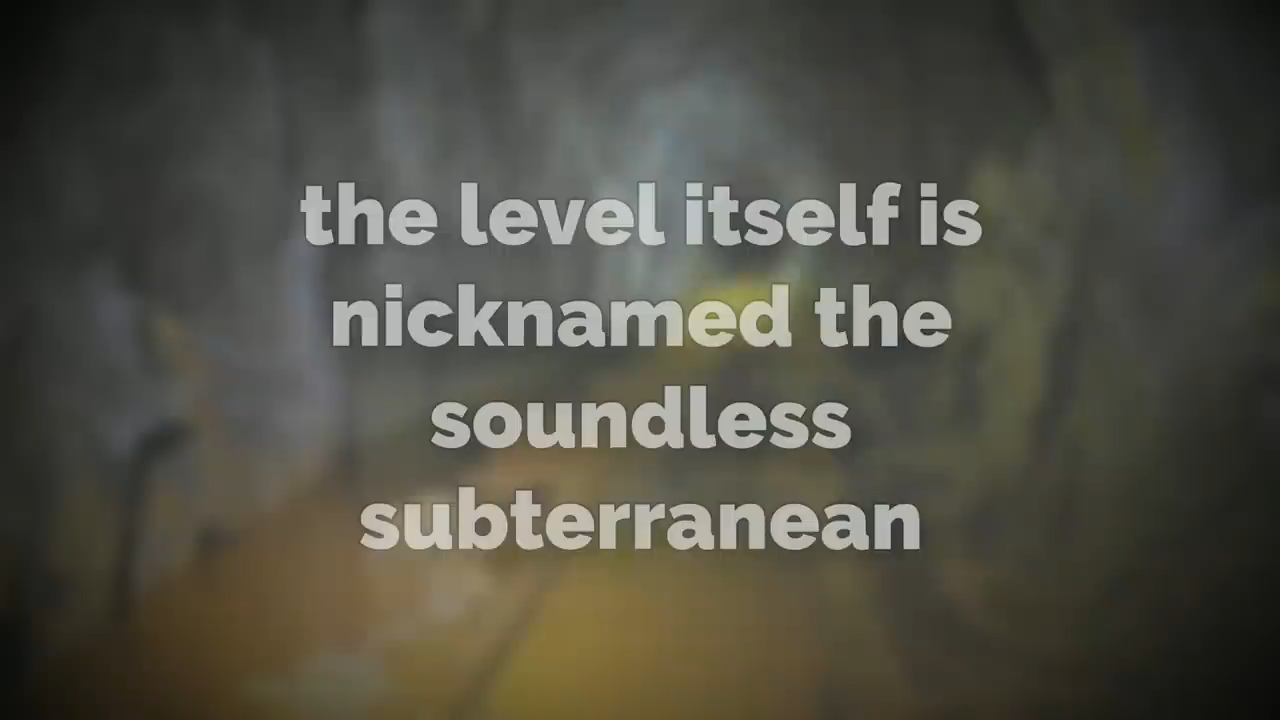 the level itself is
nicknamed the
soundless
subterranean